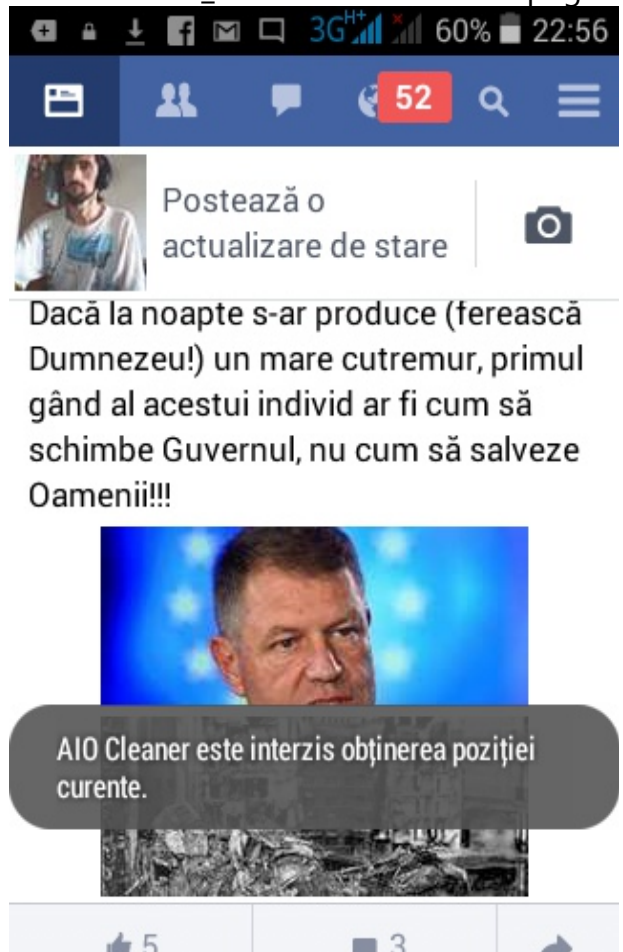 3G H+ 60% 22:56
52
Postează o
actualizare de stare
Dacă la noapte s-ar produce (ferească
Dumnezeu!) un mare cutremur, primul
gând al acestui individ ar fi cum să
schimbe Guvernul, nu cum să salveze
Oamenii!!!
AIO Cleaner este interzis obținerea poziției
curente.
5 3